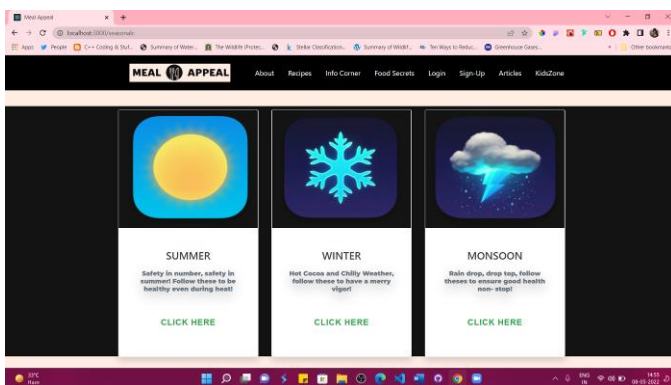 Meal Appeal
localhost:3000/seasonalc
Apps People C++ Coding & Stuf... Summary of Water... The Wildlife (Protec... Stellar Classification... Summary of Wildlif... Ten Ways to Reduc... Greenhouse Gases... Other bookmarks
MEAL APPEAL About Recipes Info Corner Food Secrets Login Sign-Up Articles KidsZone
SUMMER
Safety in number, safety in
summer! Follow these to be
healthy even during heat!
CLICK HERE
WINTER
Hot Cocoa and Chilly Weather,
follow these to have a merry
vigor!
CLICK HERE
MONSOON
Rain drop, drop top, follow
theses to ensure good health
non- stop!
CLICK HERE
33°C
Haze
ENG
IN
14:55
08-05-2022